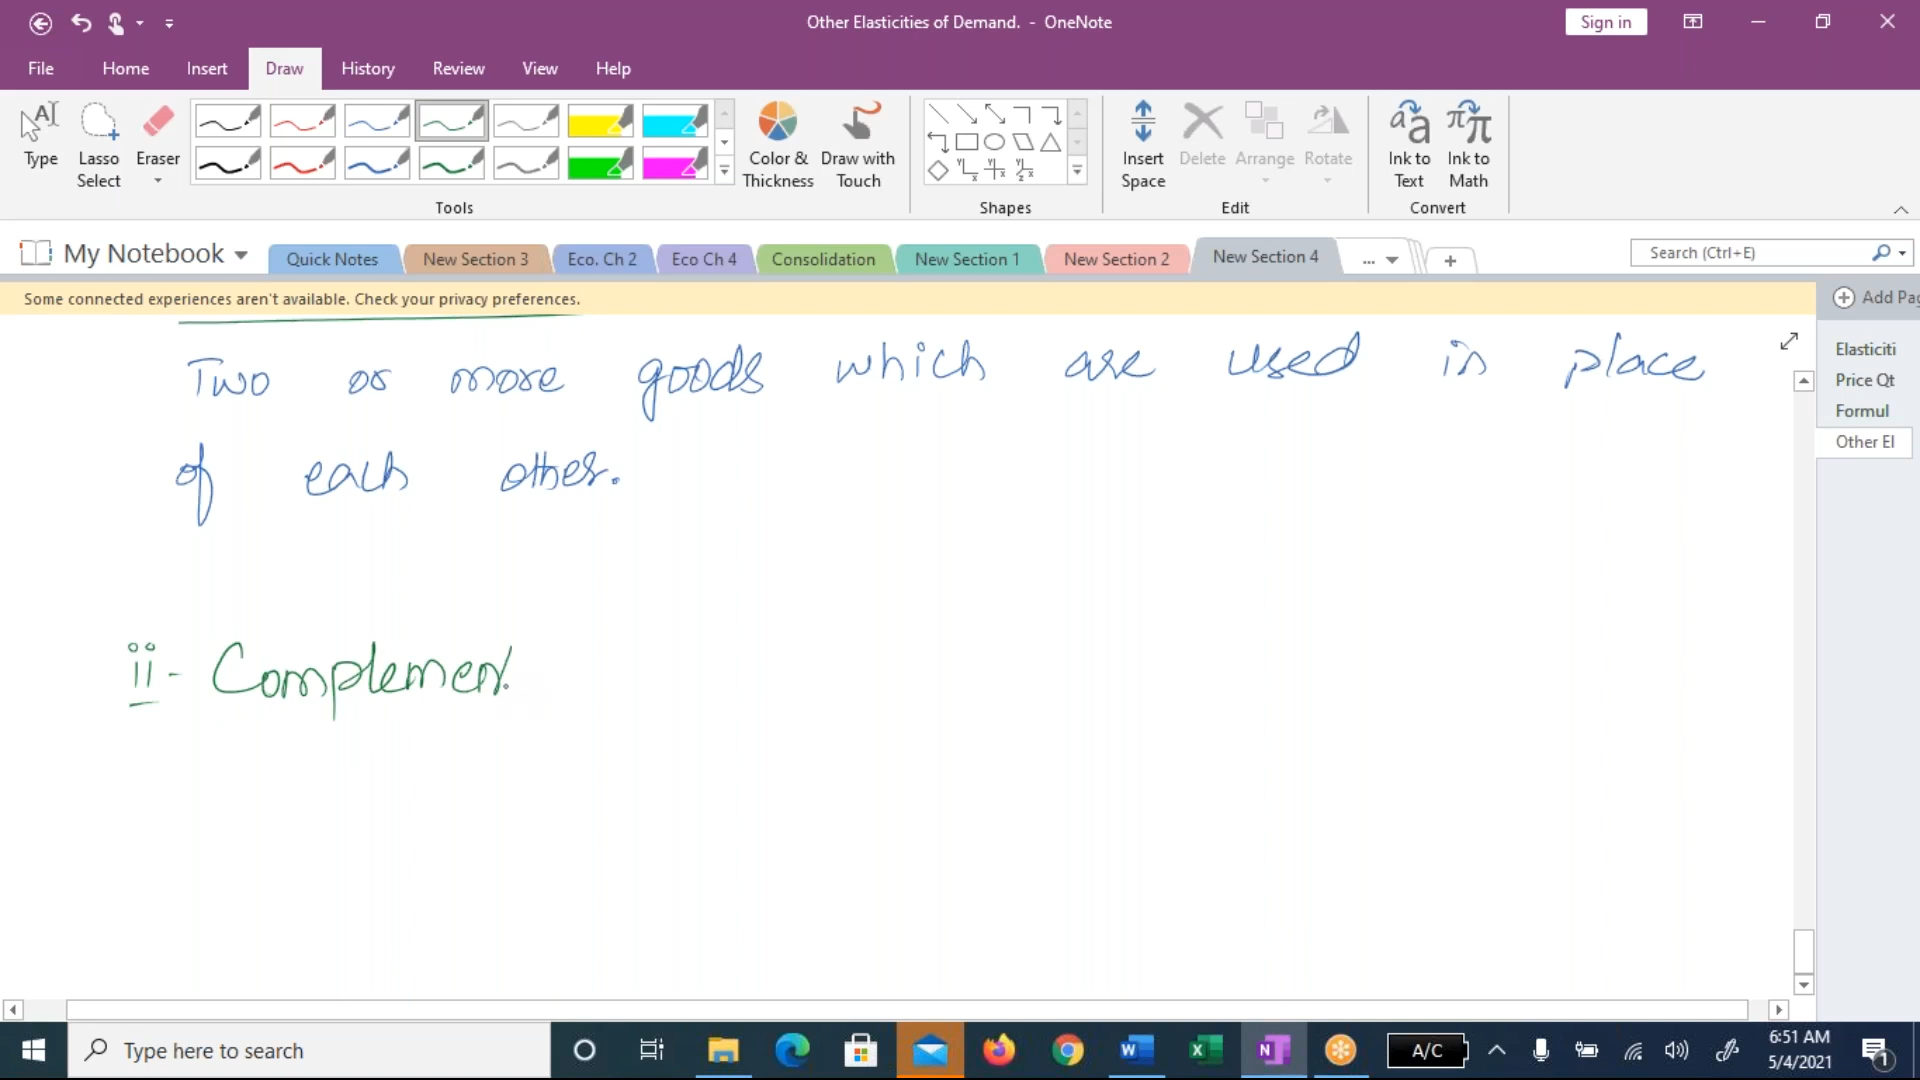 Other Elasticities of Demand. - OneNote
Sign in
File Home Insert Draw History Review View Help
Type Lasso Select Eraser Color & Thickness Draw with Touch Insert Space Delete Arrange Rotate Ink to Text Ink to Math
Tools Shapes Edit Convert
My Notebook Quick Notes New Section 3 Eco. Ch 2 Eco Ch 4 Consolidation New Section 1 New Section 2 New Section 4 ... + Search (Ctrl+E)
Some connected experiences aren't available. Check your privacy preferences.
Add Pag
Elasticiti
Price Qt
Formul
Other El
Two or more goods which are used in place
of each other.
ii- Complemen
Type here to search
A/C
6:51 AM
5/4/2021
1